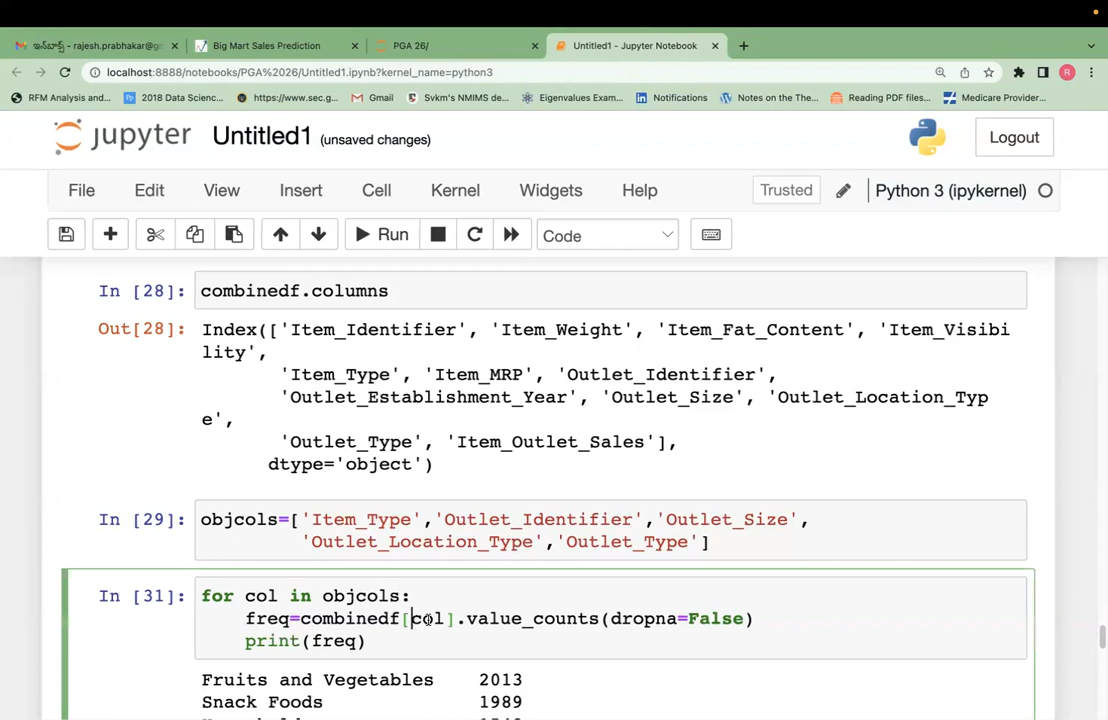 ఇన్‌బాక్స్ - rajesh.prabhakar@gm
Big Mart Sales Prediction
PGA 26/
Untitled1 - Jupyter Notebook
localhost:8888/notebooks/PGA%2026/Untitled1.ipynb?kernel_name=python3
R
RFM Analysis and...
2018 Data Scienc...
https://www.sec.g...
Gmail
Svkm's NMIMS de...
Eigenvalues Exam...
Notifications
Notes on the The...
Reading PDF files...
Medicare Provider...
jupyter Untitled1 (unsaved changes)
Logout
File Edit View Insert Cell Kernel Widgets Help
Trusted
Python 3 (ipykernel)
Run
Code
In [28]: combinedf.columns
Out[28]: Index(['Item_Identifier', 'Item_Weight', 'Item_Fat_Content', 'Item_Visibi
lity',
'Item_Type', 'Item_MRP', 'Outlet_Identifier',
'Outlet_Establishment_Year', 'Outlet_Size', 'Outlet_Location_Typ
e',
'Outlet_Type', 'Item_Outlet_Sales'],
dtype='object')
In [29]: objcols=['Item_Type','Outlet_Identifier','Outlet_Size',
'Outlet_Location_Type','Outlet_Type']
In [31]: for col in objcols:
freq=combinedf[col].value_counts(dropna=False)
print(freq)
Fruits and Vegetables 2013
Snack Foods 1989